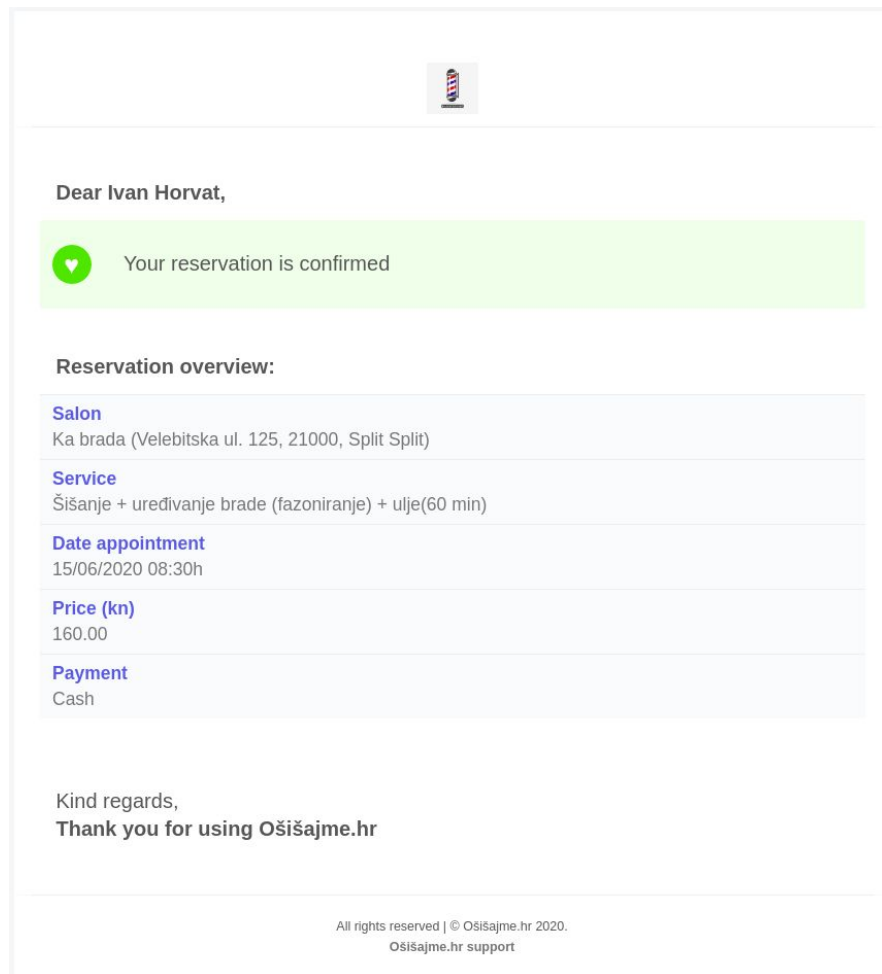 Dear Ivan Horvat,
Your reservation is confirmed
Reservation overview:
Salon
Ka brada (Velebitska ul. 125, 21000, Split Split)
Service
Šišanje + uređivanje brade (fazoniranje) + ulje(60 min)
Date appointment
15/06/2020 08:30h
Price (kn)
160.00
Payment
Cash
Kind regards,
Thank you for using Ošišajme.hr
All rights reserved | © Ošišajme.hr 2020.
Ošišajme.hr support